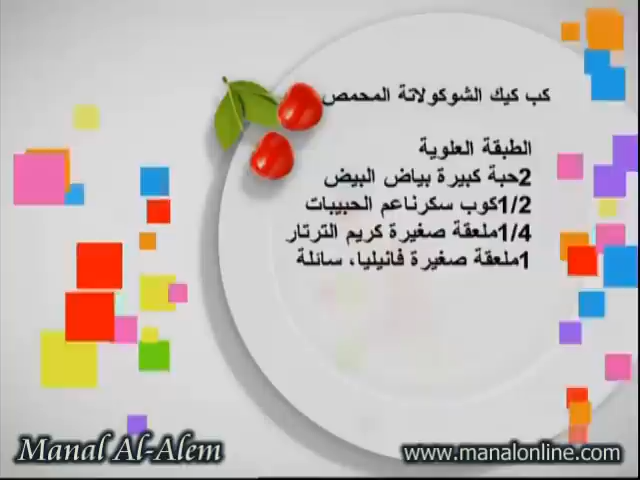 كب كيك الشوكولاتة المحمص
الطبقة العلوية
2حبة كبيرة بياض البيض
1/2كوب سكرناعم الحبيبات
1/4ملعقة صغيرة كريم الترتار
1ملعقة صغيرة فانيليا، سائلة
Manal Al-Alem
www.manalonline.com